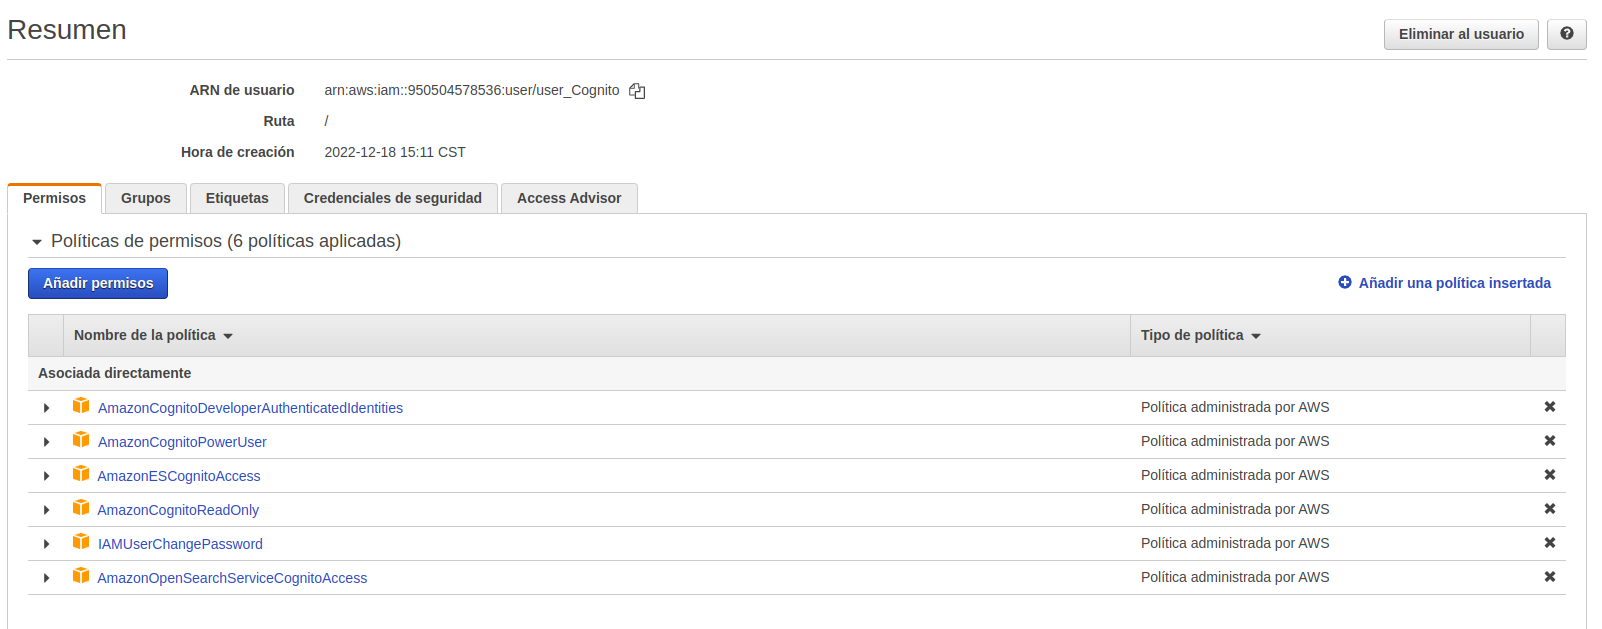 Resumen
Eliminar al usuario
ARN de usuario arn:aws:iam::950504578536:user/user_Cognito
Ruta /
Hora de creación 2022-12-18 15:11 CST
Permisos Grupos Etiquetas Credenciales de seguridad Access Advisor
Políticas de permisos (6 políticas aplicadas)
Añadir permisos Añadir una política insertada
Nombre de la política Tipo de política
Asociada directamente
AmazonCognitoDeveloperAuthenticatedIdentities Política administrada por AWS
AmazonCognitoPowerUser Política administrada por AWS
AmazonESCognitoAccess Política administrada por AWS
AmazonCognitoReadOnly Política administrada por AWS
IAMUserChangePassword Política administrada por AWS
AmazonOpenSearchServiceCognitoAccess Política administrada por AWS